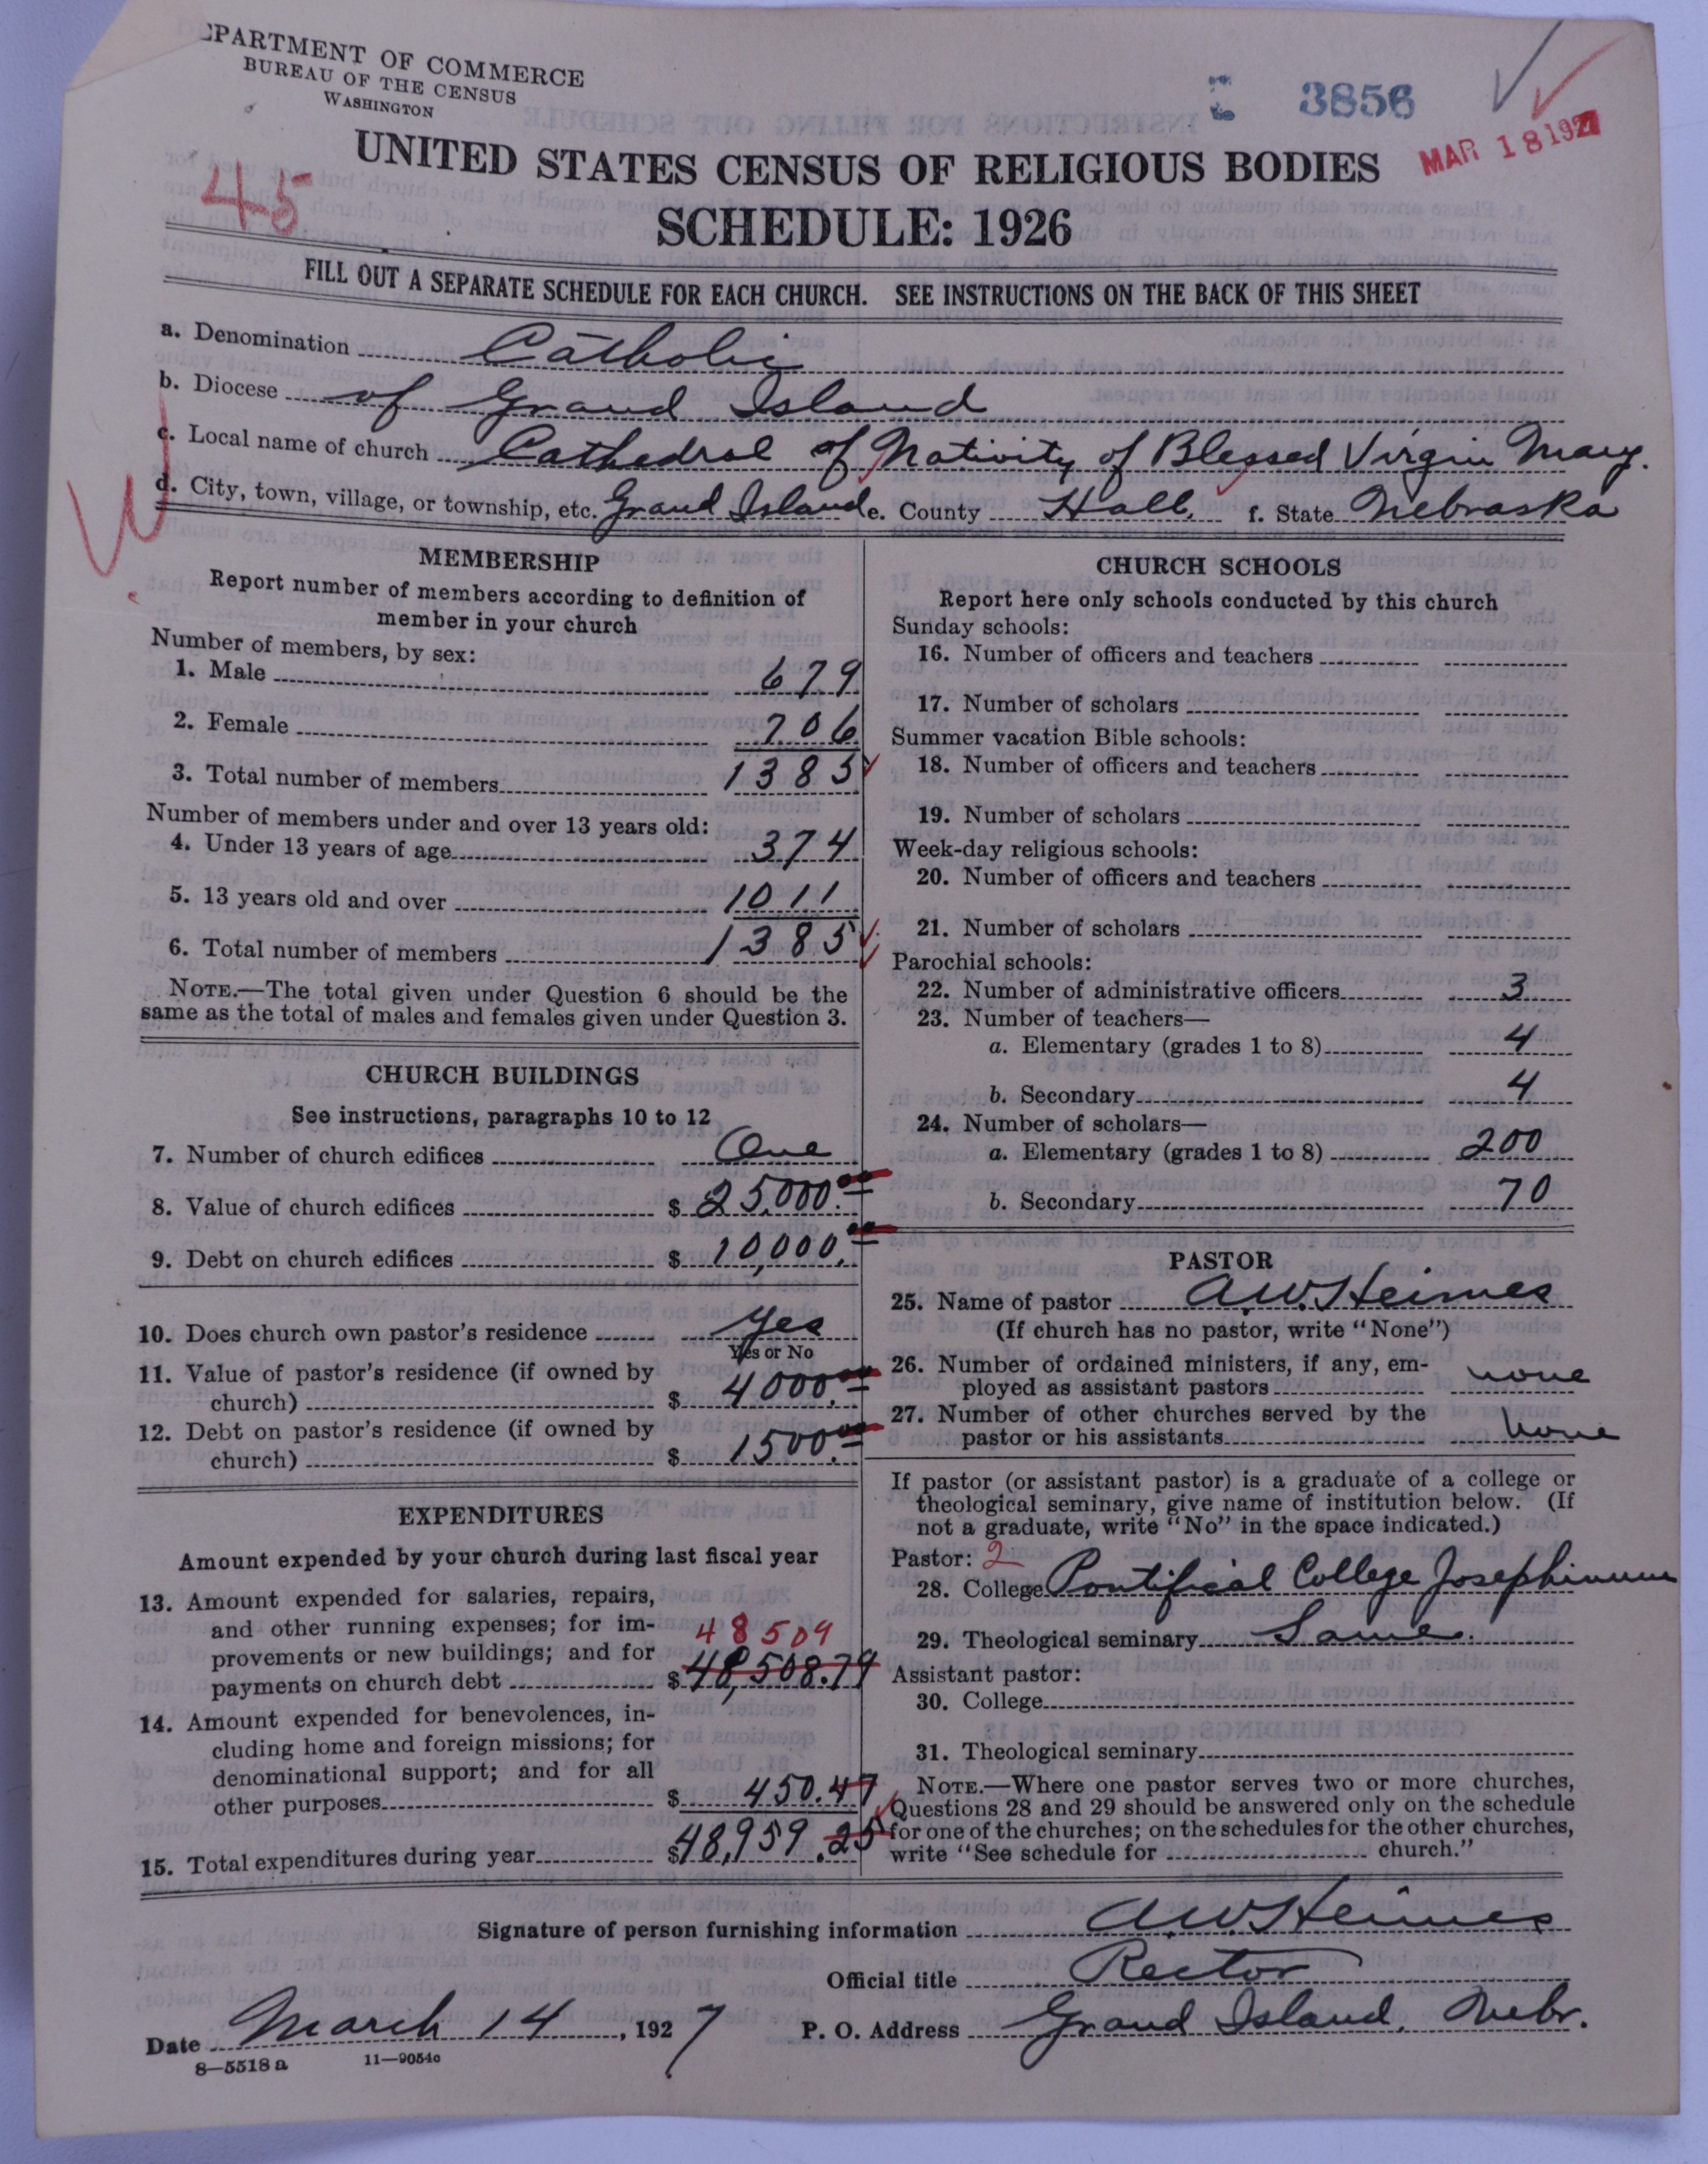 DEPARTMENT OF COMMERCE
BUREAU OF THE CENSUS
WASHINGTON
3856
MAR 18 1927
UNITED STATES CENSUS OF RELIGIOUS BODIES
45
SCHEDULE: 1926
FILL OUT A SEPARATE SCHEDULE FOR EACH CHURCH. SEE INSTRUCTIONS ON THE BACK OF THIS SHEET
a. Denomination Catholic
b. Diocese of Grand Island
c. Local name of church Cathedral of Nativity of Blessed Virgin Mary.
d. City, town, village, or township, etc. Grand Island e. County Hall, f. State Nebraska
W
MEMBERSHIP
Report number of members according to definition of
member in your church
Number of members, by sex:
1. Male 679
2. Female 706
3. Total number of members 1385
Number of members under and over 13 years old:
4. Under 13 years of age 374
5. 13 years old and over 1011
6. Total number of members 1385
NOTE.—The total given under Question 6 should be the
same as the total of males and females given under Question 3.
CHURCH BUILDINGS
See instructions, paragraphs 10 to 12
7. Number of church edifices One
8. Value of church edifices $ 25,000.00
9. Debt on church edifices $ 10,000.00
10. Does church own pastor's residence yes
Yes or No
11. Value of pastor's residence (if owned by
church) $ 4000.00
12. Debt on pastor's residence (if owned by
church) $ 1500.00
EXPENDITURES
Amount expended by your church during last fiscal year
13. Amount expended for salaries, repairs,
and other running expenses; for im-
48509
provements or new buildings; and for
payments on church debt $ 48,508.79
14. Amount expended for benevolences, in-
cluding home and foreign missions; for
denominational support; and for all
other purposes $ 450.47
15. Total expenditures during year $ 48,959.25
CHURCH SCHOOLS
Report here only schools conducted by this church
Sunday schools:
16. Number of officers and teachers
17. Number of scholars
Summer vacation Bible schools:
18. Number of officers and teachers
19. Number of scholars
Week-day religious schools:
20. Number of officers and teachers
21. Number of scholars
Parochial schools:
22. Number of administrative officers 3
23. Number of teachers—
a. Elementary (grades 1 to 8) 4
b. Secondary 4
24. Number of scholars—
a. Elementary (grades 1 to 8) 200
b. Secondary 70
PASTOR
25. Name of pastor A.W. Heimes
(If church has no pastor, write "None")
26. Number of ordained ministers, if any, em-
ployed as assistant pastors none
27. Number of other churches served by the
pastor or his assistants None
If pastor (or assistant pastor) is a graduate of a college or
theological seminary, give name of institution below. (If
not a graduate, write "No" in the space indicated.)
Pastor: 2
28. College Pontifical College Josephinum
29. Theological seminary Same.
Assistant pastor:
30. College
31. Theological seminary
NOTE.—Where one pastor serves two or more churches,
Questions 28 and 29 should be answered only on the schedule
for one of the churches; on the schedules for the other churches,
write "See schedule for church."
Signature of person furnishing information A.W. Heimes
Official title Rector
Date March 14, 1927 P. O. Address Grand Island, Nebr.
8—5518 a 11—9054c